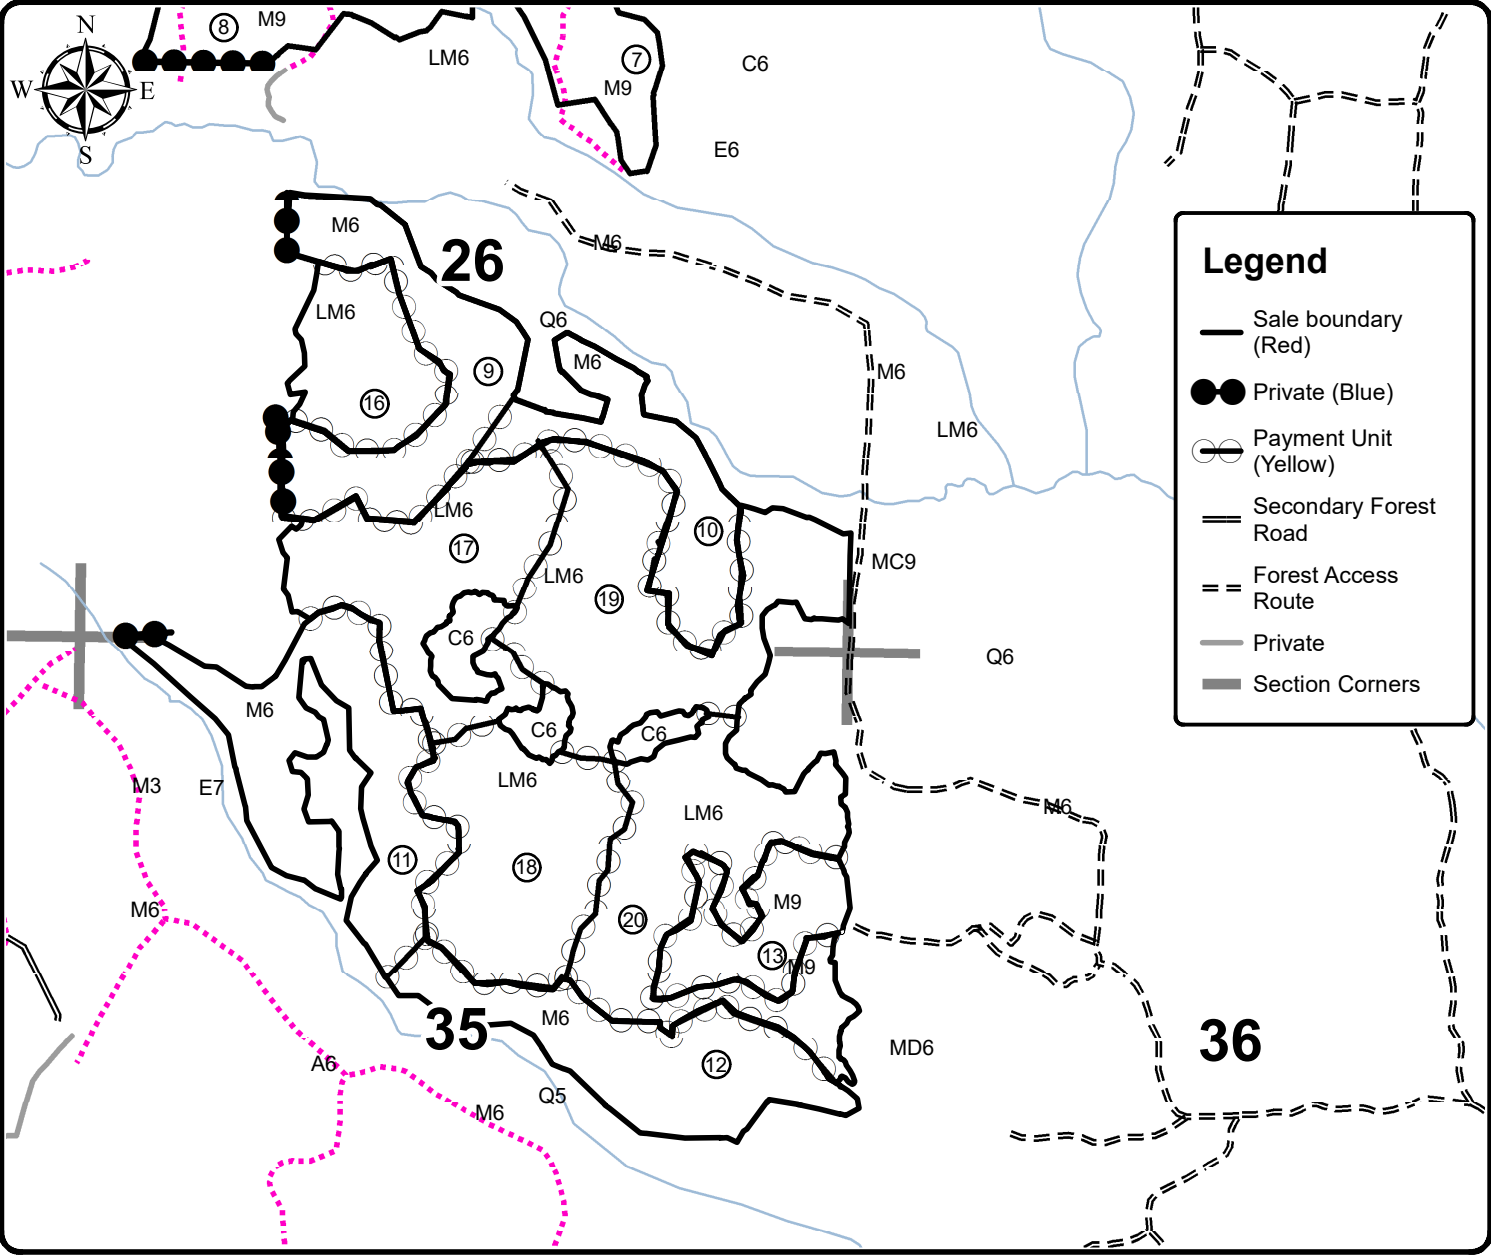 8
M9
N
W
E
S
LM6
7
M9
C6
E6
M6
26
M6
LM6
Q6
M6
9
16
M6
LM6
LM6
17
10
LM6
19
MC9
C6
Q6
M6
C6
C6
LM6
M3
E7
LM6
M6
11
18
M9
M6
20
13
M9
35
M6
12
MD6
36
A6
Q5
M6
Legend
Sale boundary
(Red)
Private (Blue)
Payment Unit
(Yellow)
Secondary Forest
Road
Forest Access
Route
Private
Section Corners